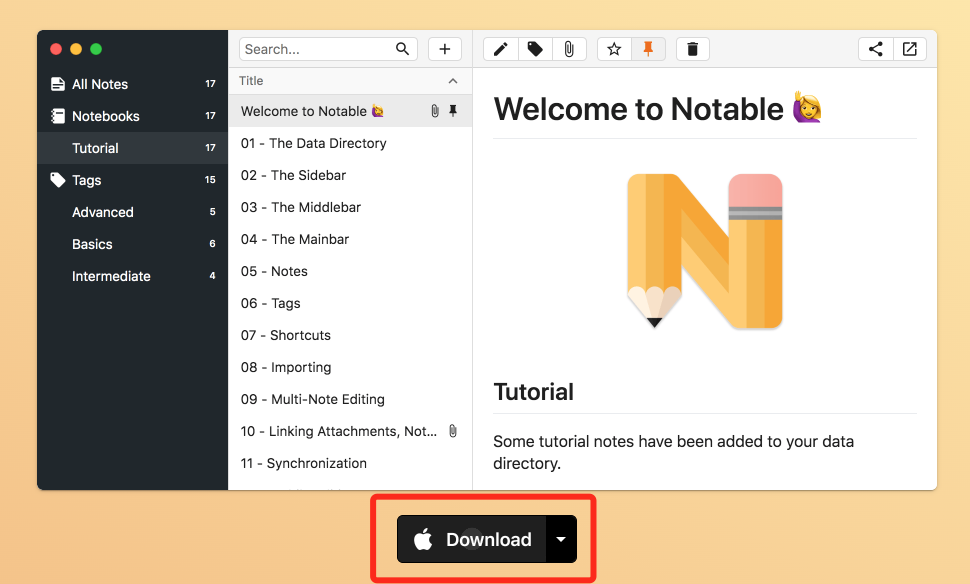 All Notes 17
Notebooks 17
Tutorial 17
Tags 15
Advanced 5
Basics 6
Intermediate 4
Search...
Title
Welcome to Notable 🙋‍♀️
01 - The Data Directory
02 - The Sidebar
03 - The Middlebar
04 - The Mainbar
05 - Notes
06 - Tags
07 - Shortcuts
08 - Importing
09 - Multi-Note Editing
10 - Linking Attachments, Not...
11 - Synchronization
Welcome to Notable 🙋‍♀️
Tutorial
Some tutorial notes have been added to your data
directory.
Download